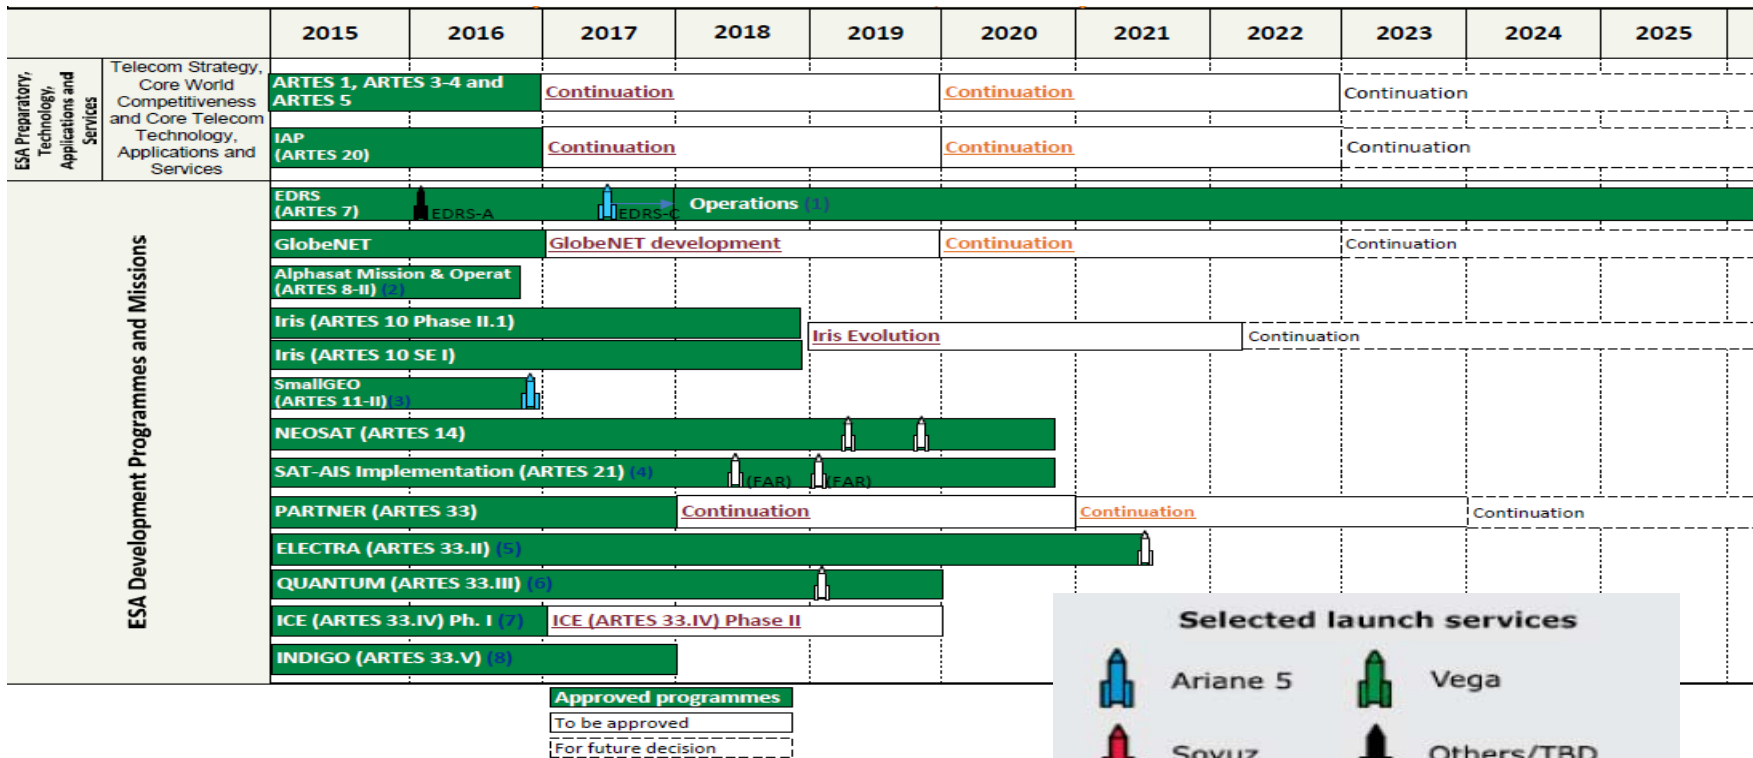 2015 2016 2017 2018 2019 2020 2021 2022 2023 2024 2025
ESA Preparatory,
Technology,
Applications and
Services
Telecom Strategy,
Core World
Competitiveness
and Core Telecom
Technology,
Applications and
Services
ARTES 1, ARTES 3-4 and
ARTES 5
Continuation Continuation Continuation
IAP
(ARTES 20)
Continuation Continuation Continuation
ESA Development Programmes and Missions
EDRS
(ARTES 7)
EDRS-A EDRS-C Operations (1)
GlobeNET GlobeNET development Continuation Continuation
Alphasat Mission & Operat
(ARTES 8-II) (2)
Iris (ARTES 10 Phase II.1)
Iris Evolution Continuation
Iris (ARTES 10 SE I)
SmallGEO
(ARTES 11-II)(3)
NEOSAT (ARTES 14)
SAT-AIS Implementation (ARTES 21) (4) (FAR) (FAR)
PARTNER (ARTES 33) Continuation Continuation Continuation
ELECTRA (ARTES 33.II) (5)
QUANTUM (ARTES 33.III) (6)
ICE (ARTES 33.IV) Ph. I (7) ICE (ARTES 33.IV) Phase II
INDIGO (ARTES 33.V) (8)
Approved programmes
To be approved
For future decision
Selected launch services
Ariane 5 Vega
Soyuz Others/TBD